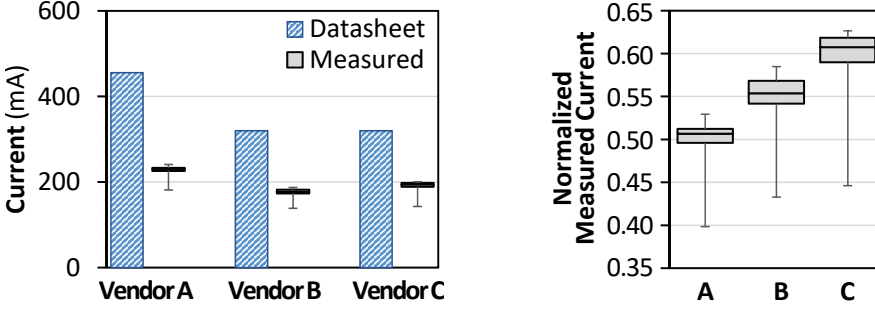 600
400
200
0
Current (mA)
Datasheet
Measured
Vendor A
Vendor B
Vendor C
0.65
0.60
0.55
0.50
0.45
0.40
0.35
Normalized
Measured Current
A
B
C